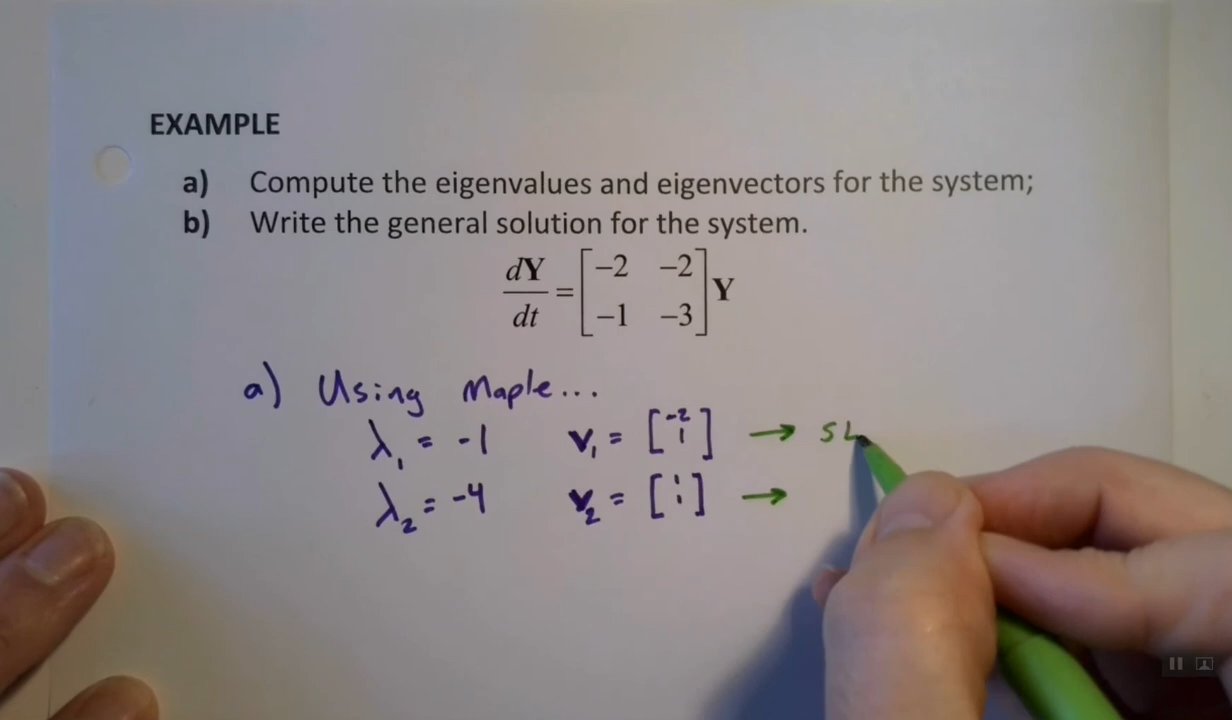 EXAMPLE
a) Compute the eigenvalues and eigenvectors for the system;
b) Write the general solution for the system.
dY/dt = [−2 −2; −1 −3] Y
a) Using Maple...
λ₁ = -1 v₁ = [-2; 1] → SL
λ₂ = -4 v₂ = [1; 1] →